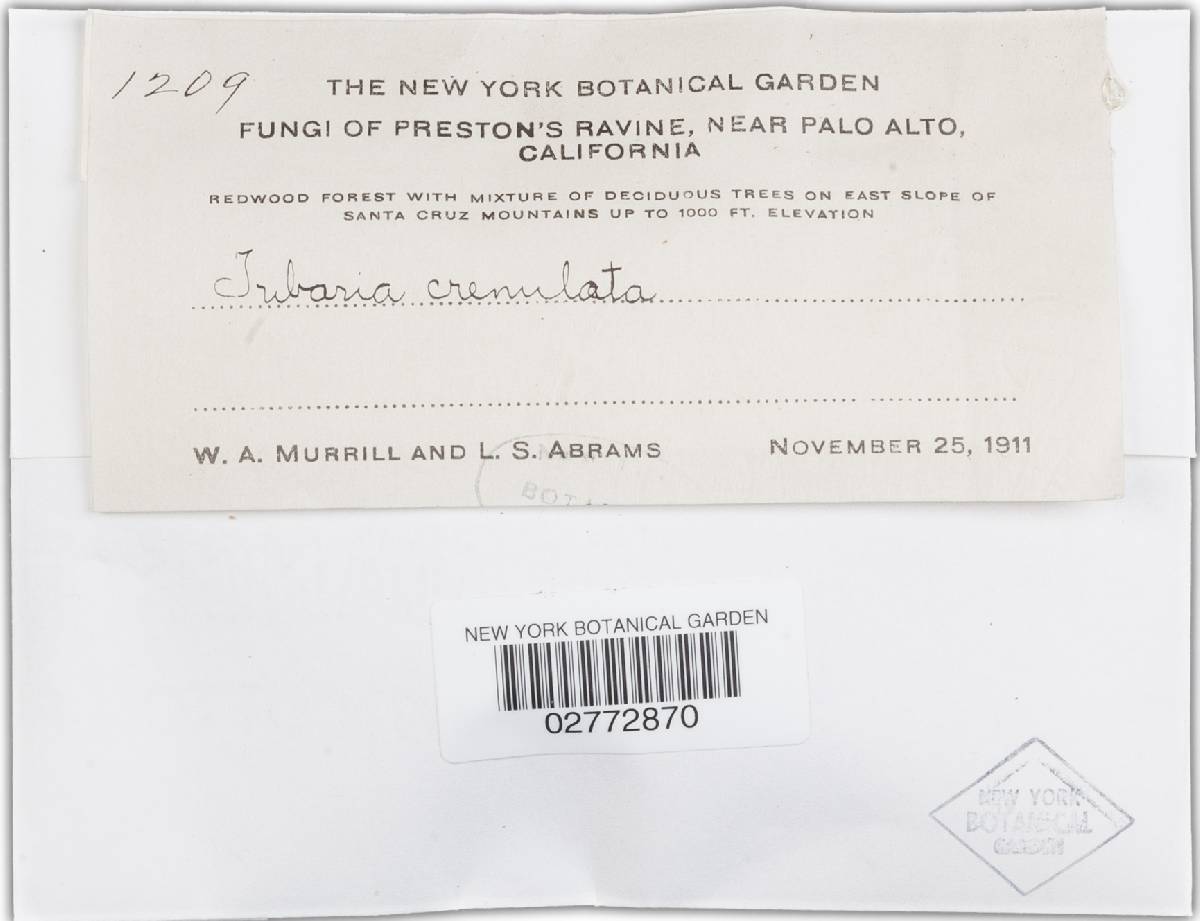 1209
THE NEW YORK BOTANICAL GARDEN
FUNGI OF PRESTON'S RAVINE, NEAR PALO ALTO,
CALIFORNIA
REDWOOD FOREST WITH MIXTURE OF DECIDUOUS TREES ON EAST SLOPE OF
SANTA CRUZ MOUNTAINS UP TO 1000 FT. ELEVATION
Tubaria crenulata
W. A. MURRILL AND L. S. ABRAMS NOVEMBER 25, 1911
BOTA
NEW YORK BOTANICAL GARDEN
02772870
NEW YORK
BOTANICAL
GARDEN